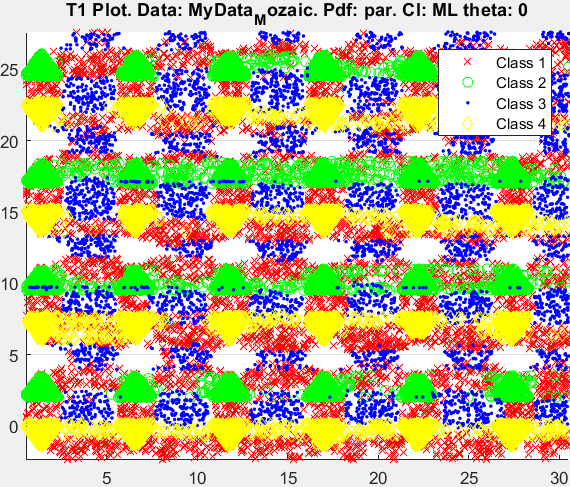 T1 Plot. Data: MyData_Mozaic. Pdf: par. Cl: ML theta: 0
Class 1
Class 2
Class 3
Class 4
25
20
15
10
5
0
5
10
15
20
25
30